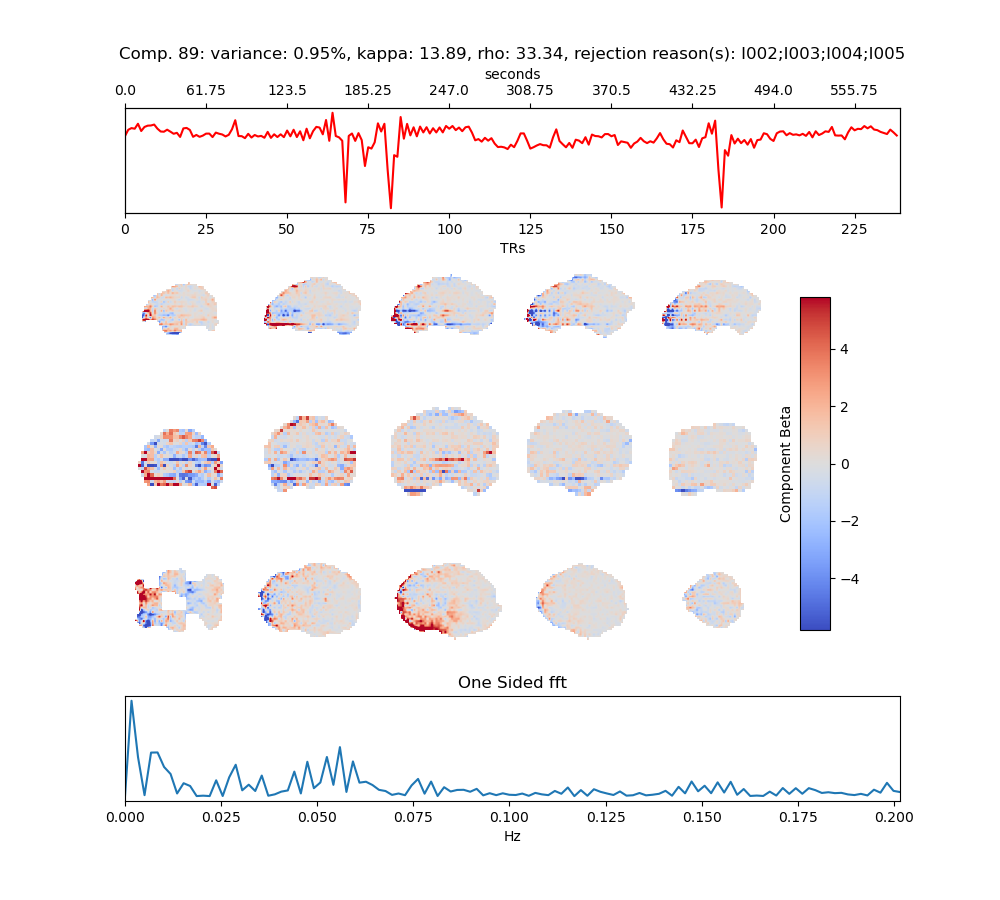 Comp. 89: variance: 0.95%, kappa: 13.89, rho: 33.34, rejection reason(s): I002;I003;I004;I005
seconds
0.0 61.75 123.5 185.25 247.0 308.75 370.5 432.25 494.0 555.75
0 25 50 75 100 125 150 175 200 225
TRs
4
2
0
−2
−4
Component Beta
One Sided fft
0.000 0.025 0.050 0.075 0.100 0.125 0.150 0.175 0.200
Hz